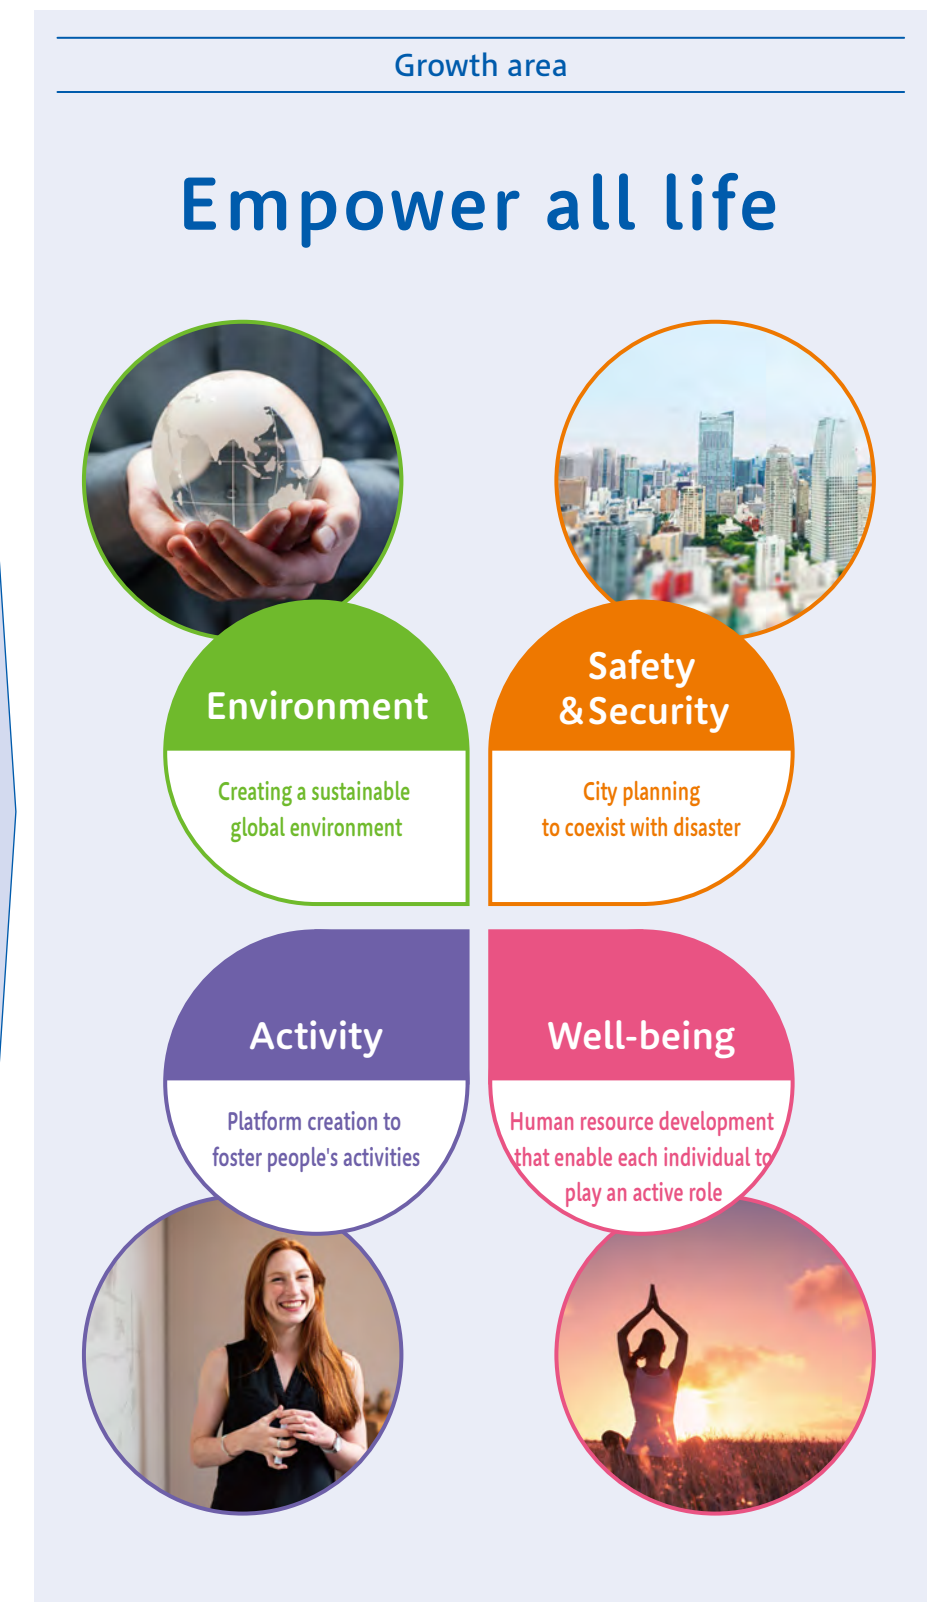 Growth area
Empower all life
Environment
Creating a sustainable
global environment
Safety
&Security
City planning
to coexist with disaster
Activity
Platform creation to
foster people's activities
Well-being
Human resource development
that enable each individual to
play an active role